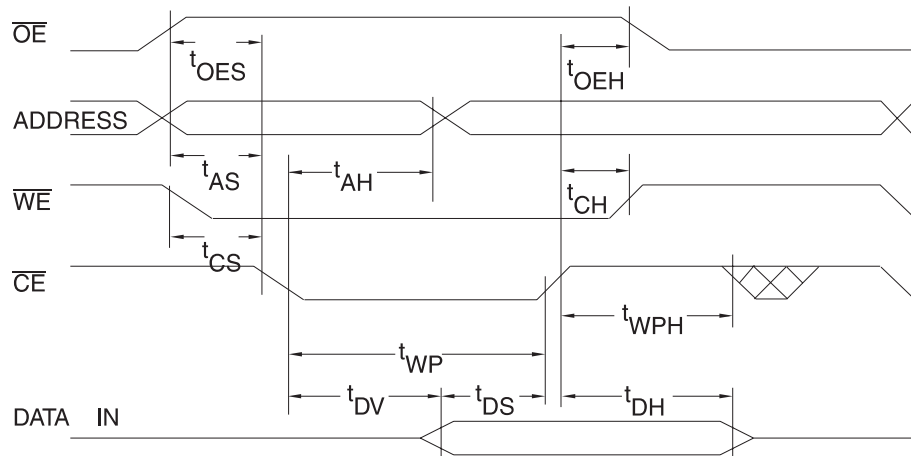 OE
tOES
tOEH
ADDRESS
tAS
tAH
WE
tCH
tCS
CE
tWPH
tWP
tDV
tDS
tDH
DATA IN